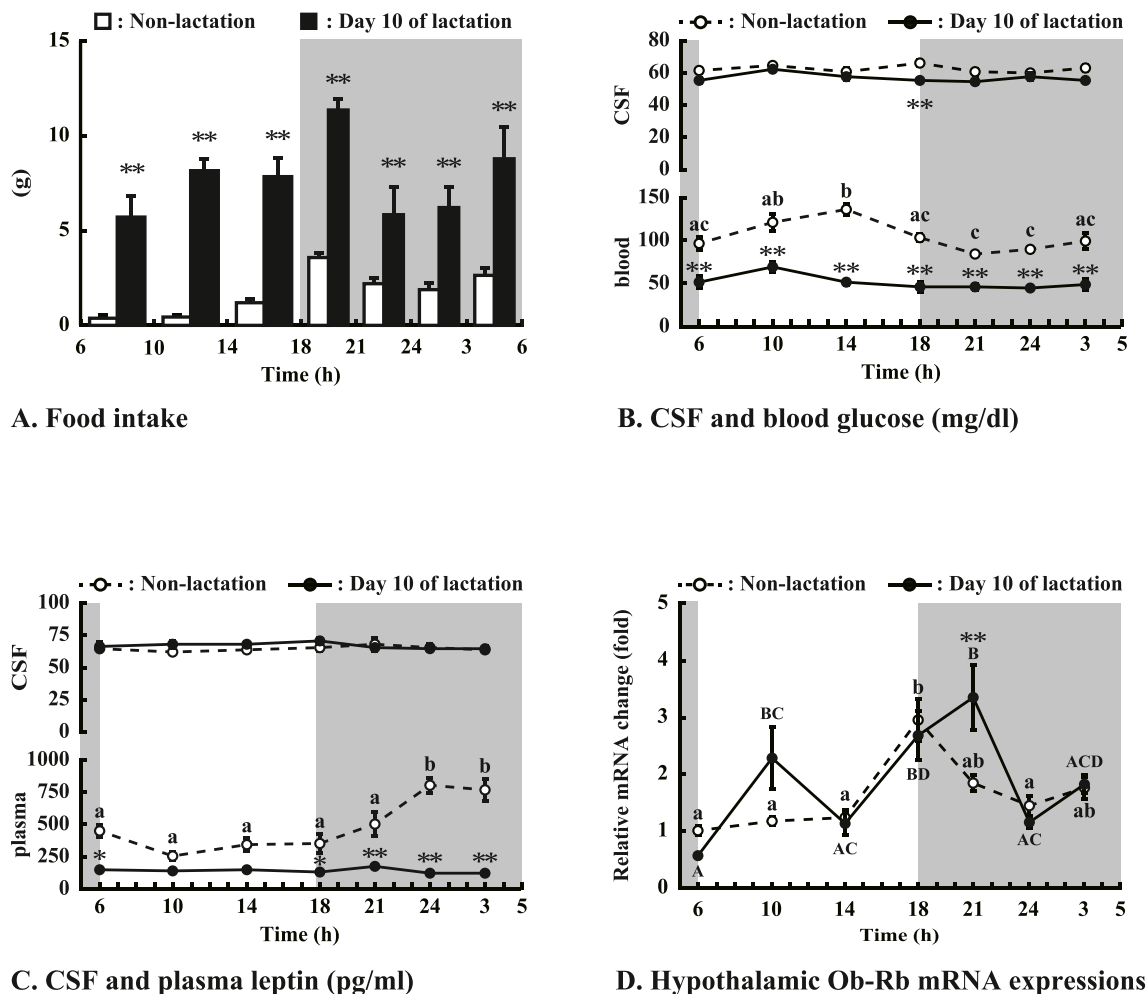 : Non-lactation : Day 10 of lactation
15
**
**
**
**
**
10
**
**
(g)
5
0
6 10 14 18 21 24 3 6
Time (h)
A. Food intake
: Non-lactation : Day 10 of lactation
80
60
CSF
40
**
20
0
150
ab b
ac ac c c ac
100
blood
** ** ** ** ** ** **
50
0
6 10 14 18 21 24 3 5
Time (h)
B. CSF and blood glucose (mg/dl)
: Non-lactation : Day 10 of lactation
100
75
CSF
50
25
0
1000
b b
750
plasma
a a a a a
500
250
* * ** ** **
0
6 10 14 18 21 24 3 5
Time (h)
C. CSF and plasma leptin (pg/ml)
: Non-lactation : Day 10 of lactation
5
**
B
4
Relative mRNA change (fold)
b
BC
3
ab
BD
ACD
2
a a a a
ab
1
A AC AC
0
6 10 14 18 21 24 3 5
Time (h)
D. Hypothalamic Ob-Rb mRNA expressions